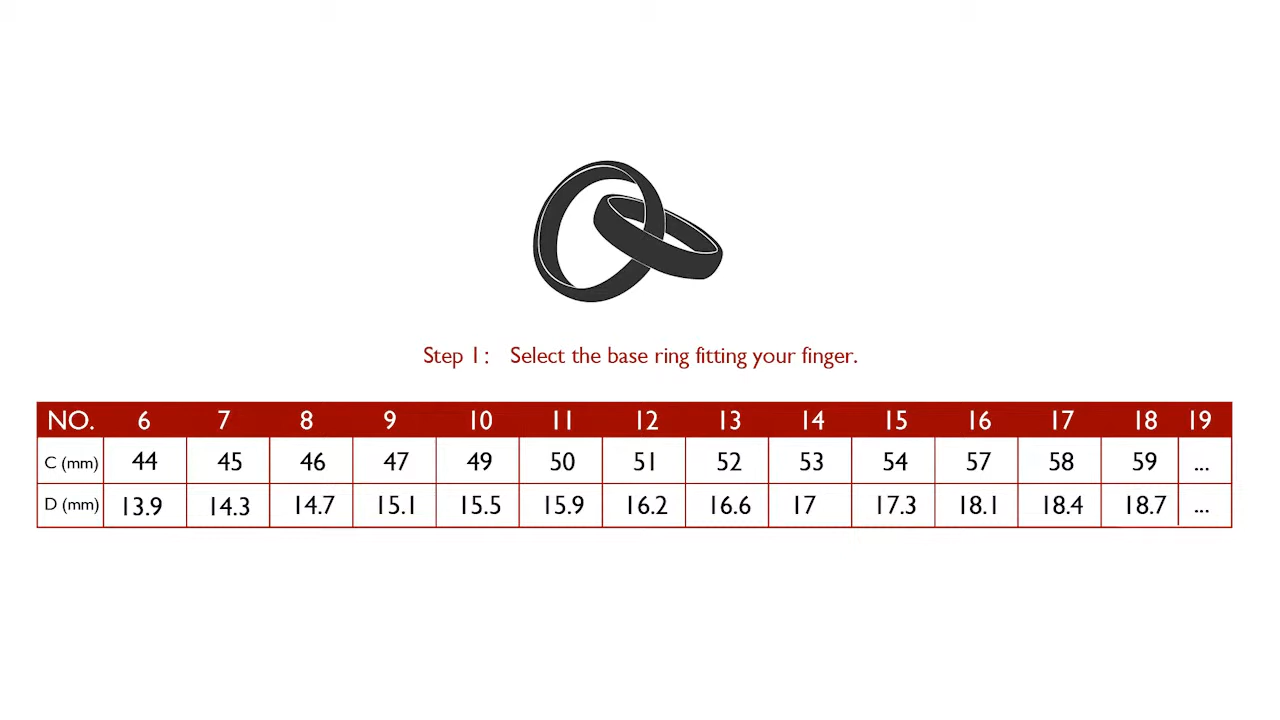 Step 1: Select the base ring fitting your finger.
NO. 6 7 8 9 10 11 12 13 14 15 16 17 18 19
C (mm) 44 45 46 47 49 50 51 52 53 54 57 58 59 ...
D (mm) 13.9 14.3 14.7 15.1 15.5 15.9 16.2 16.6 17 17.3 18.1 18.4 18.7 ...